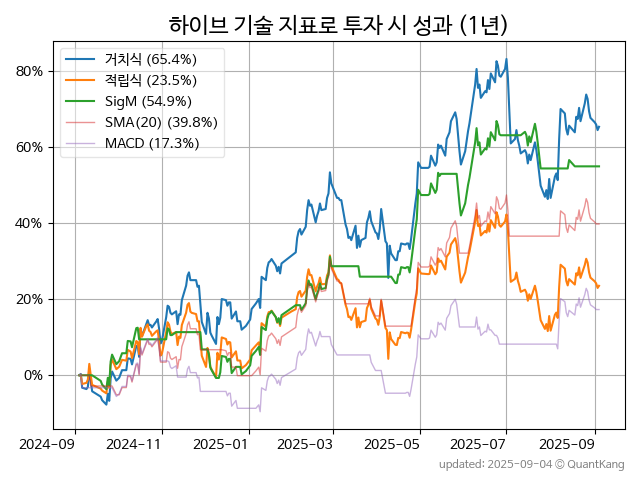 하이브 기술 지표로 투자 시 성과 (1년)
거치식 (65.4%)
적립식 (23.5%)
SigM (54.9%)
SMA(20) (39.8%)
MACD (17.3%)
80%
60%
40%
20%
0%
2024-09 2024-11 2025-01 2025-03 2025-05 2025-07 2025-09
updated: 2025-09-04 © QuantKang